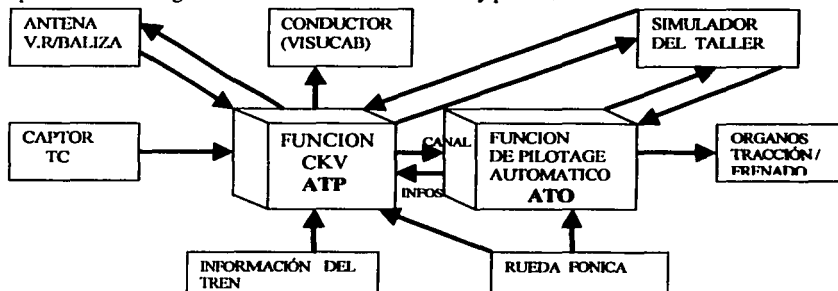 ANTENA
V.R/BALIZA
CONDUCTOR
(VISUCAB)
SIMULADOR
DEL TALLER
CAPTOR
TC
FUNCION
CKV
ATP
CANAL
INFOS
FUNCION
DE PILOTAGE
AUTOMATICO
ATO
ORGANOS
TRACCIÓN/
FRENADO
INFORMACIÓN DEL
TREN
RUEDA FONICA